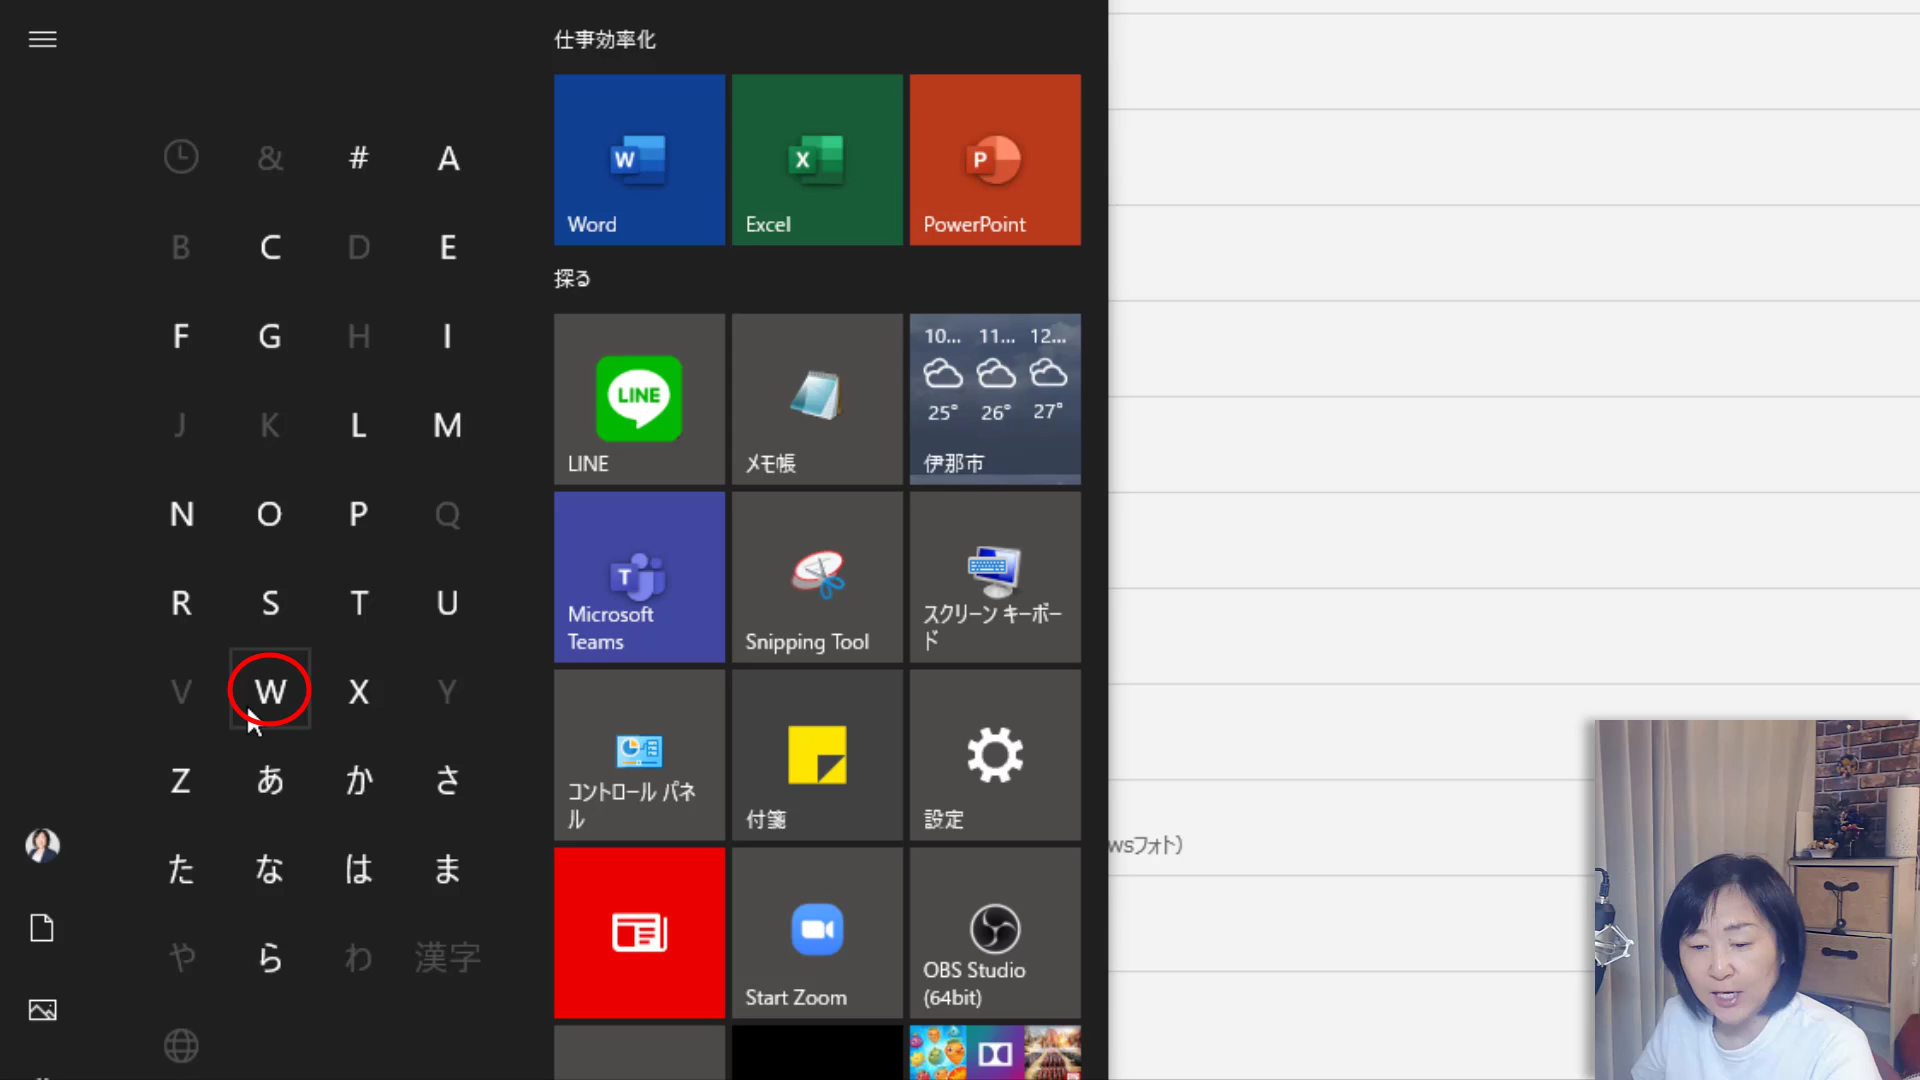 仕事効率化
W
Word
X
Excel
P
PowerPoint
& # A
B C D E
F G H I
J K L M
N O P Q
R S T U
V W X Y
Z あ か さ
た な は ま
や ら わ 漢字
探る
LINE
LINE
メモ帳
10... 11... 12...
25° 26° 27°
伊那市
T
Microsoft
Teams
Snipping Tool
スクリーン キーボー
ド
コントロール パネ
ル
付箋
設定
Start Zoom
OBS Studio
(64bit)
wsフォト)